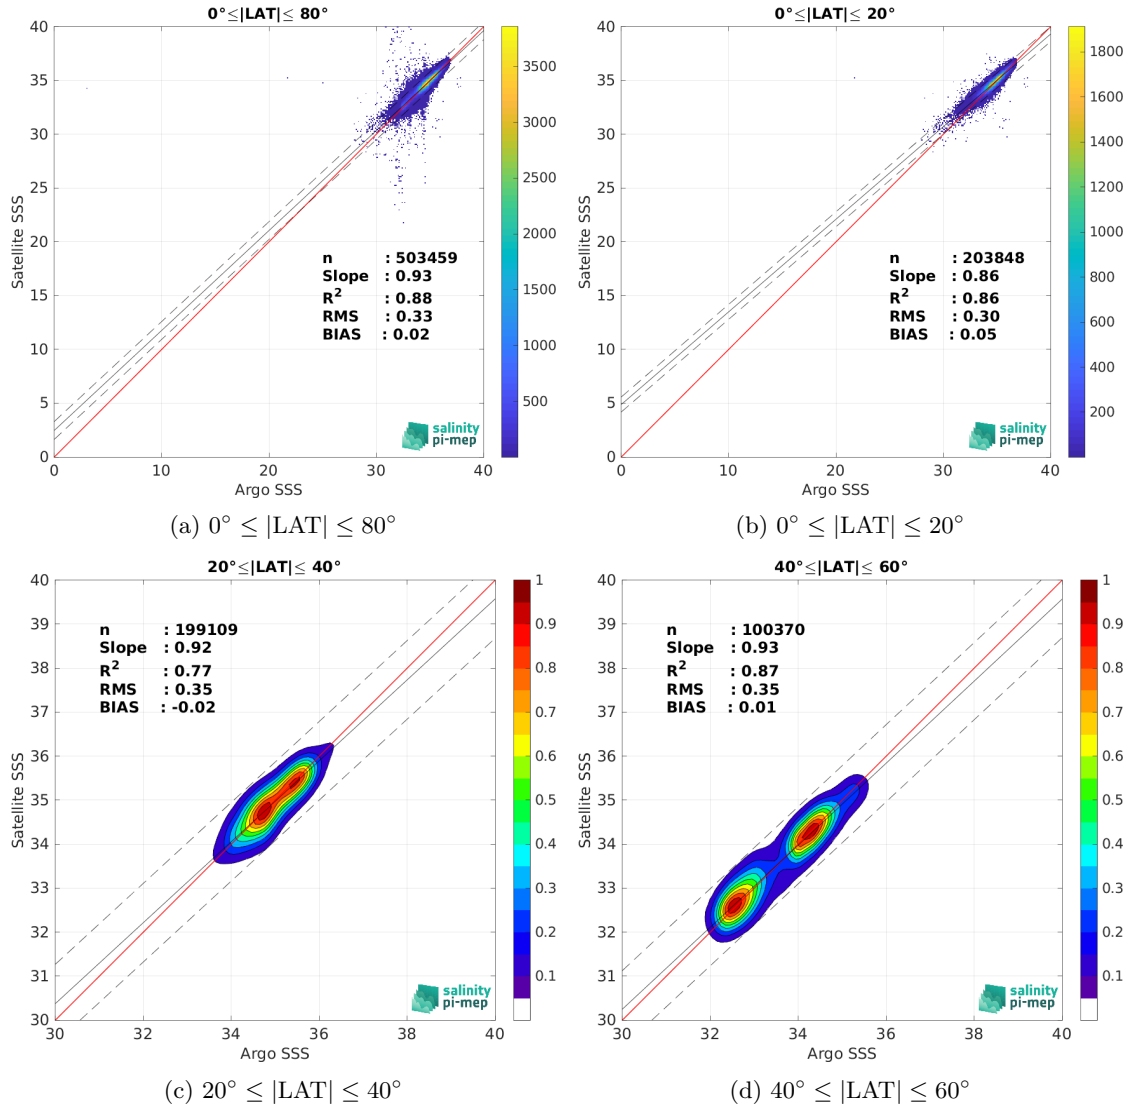 0°≤|LAT|≤ 80°
40
35
30
25
20
15
10
5
0
Satellite SSS
0
10
20
30
40
Argo SSS
3500
3000
2500
2000
1500
1000
500
n : 503459
Slope : 0.93
R² : 0.88
RMS : 0.33
BIAS : 0.02
salinity
pi-mep
(a) 0° ≤ |LAT| ≤ 80°
0°≤|LAT|≤ 20°
40
35
30
25
20
15
10
5
0
Satellite SSS
0
10
20
30
40
Argo SSS
1800
1600
1400
1200
1000
800
600
400
200
n : 203848
Slope : 0.86
R² : 0.86
RMS : 0.30
BIAS : 0.05
salinity
pi-mep
(b) 0° ≤ |LAT| ≤ 20°
20°≤|LAT|≤ 40°
40
39
38
37
36
35
34
33
32
31
30
Satellite SSS
30
32
34
36
38
40
Argo SSS
1
0.9
0.8
0.7
0.6
0.5
0.4
0.3
0.2
0.1
n : 199109
Slope : 0.92
R² : 0.77
RMS : 0.35
BIAS : -0.02
salinity
pi-mep
(c) 20° ≤ |LAT| ≤ 40°
40°≤|LAT|≤ 60°
40
39
38
37
36
35
34
33
32
31
30
Satellite SSS
30
32
34
36
38
40
Argo SSS
1
0.9
0.8
0.7
0.6
0.5
0.4
0.3
0.2
0.1
n : 100370
Slope : 0.93
R² : 0.87
RMS : 0.35
BIAS : 0.01
salinity
pi-mep
(d) 40° ≤ |LAT| ≤ 60°